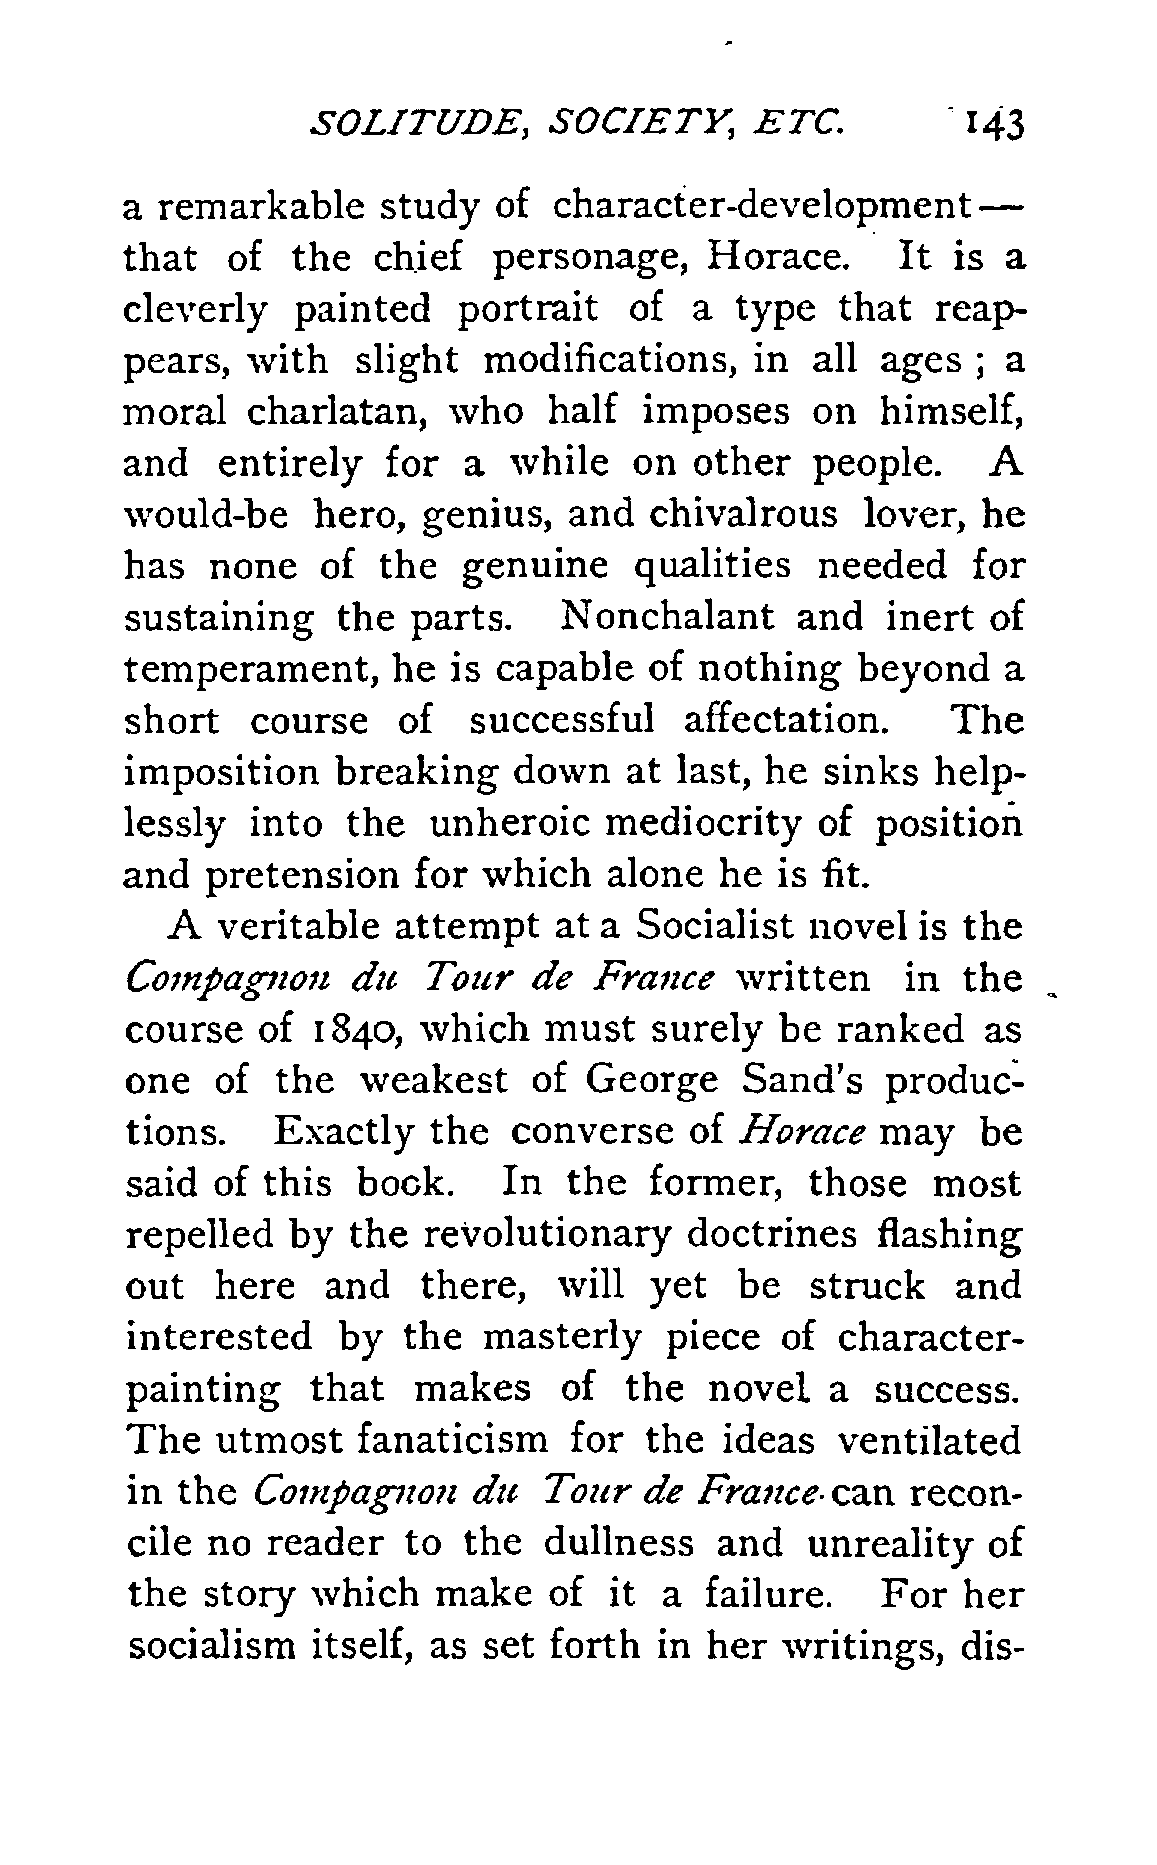 SOLITUDE, SOCIETY, ETC. 143
a remarkable study of character-development—
that of the chief personage, Horace. It is a
cleverly painted portrait of a type that reap-
pears, with slight modifications, in all ages ; a
moral charlatan, who half imposes on himself,
and entirely for a while on other people. A
would-be hero, genius, and chivalrous lover, he
has none of the genuine qualities needed for
sustaining the parts. Nonchalant and inert of
temperament, he is capable of nothing beyond a
short course of successful affectation. The
imposition breaking down at last, he sinks help-
lessly into the unheroic mediocrity of position
and pretension for which alone he is fit.
A veritable attempt at a Socialist novel is the
Compagnon du Tour de France written in the
course of 1840, which must surely be ranked as
one of the weakest of George Sand's produc-
tions. Exactly the converse of Horace may be
said of this book. In the former, those most
repelled by the revolutionary doctrines flashing
out here and there, will yet be struck and
interested by the masterly piece of character-
painting that makes of the novel a success.
The utmost fanaticism for the ideas ventilated
in the Compagnon du Tour de France can recon-
cile no reader to the dullness and unreality of
the story which make of it a failure. For her
socialism itself, as set forth in her writings, dis-